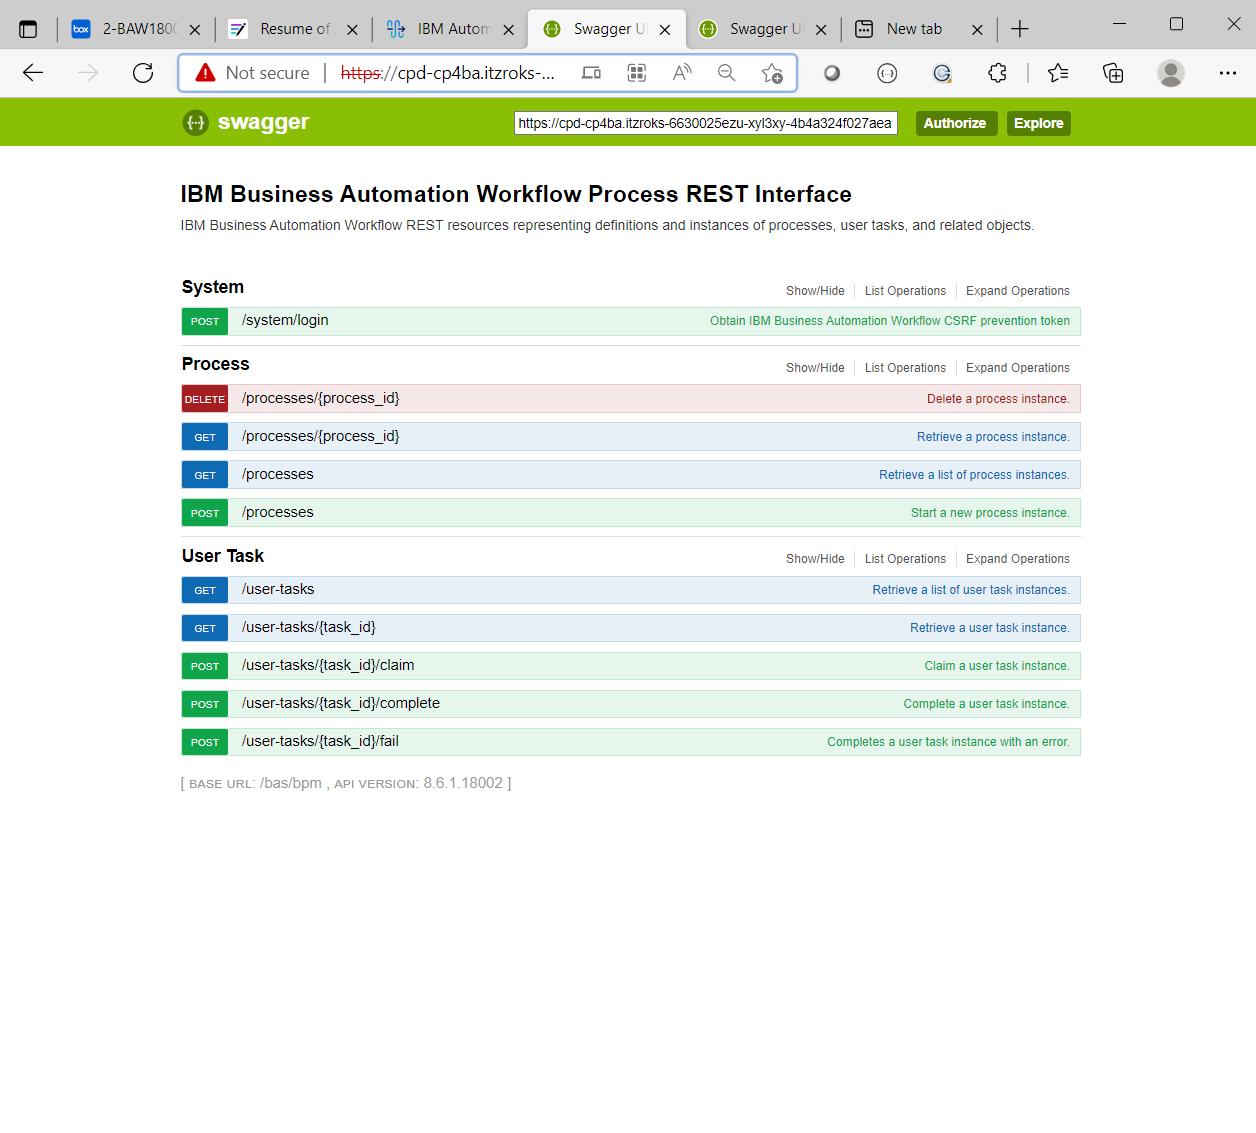 box 2-BAW180 Resume of IBM Autom Swagger U Swagger U New tab
Not secure https://cpd-cp4ba.itzroks-...
swagger https://cpd-cp4ba.itzroks-6630025ezu-xyl3xy-4b4a324f027aea Authorize Explore
IBM Business Automation Workflow Process REST Interface
IBM Business Automation Workflow REST resources representing definitions and instances of processes, user tasks, and related objects.
System Show/Hide List Operations Expand Operations
POST /system/login Obtain IBM Business Automation Workflow CSRF prevention token
Process Show/Hide List Operations Expand Operations
DELETE /processes/{process_id} Delete a process instance.
GET /processes/{process_id} Retrieve a process instance.
GET /processes Retrieve a list of process instances.
POST /processes Start a new process instance.
User Task Show/Hide List Operations Expand Operations
GET /user-tasks Retrieve a list of user task instances.
GET /user-tasks/{task_id} Retrieve a user task instance.
POST /user-tasks/{task_id}/claim Claim a user task instance.
POST /user-tasks/{task_id}/complete Complete a user task instance.
POST /user-tasks/{task_id}/fail Completes a user task instance with an error.
[ BASE URL: /bas/bpm , API VERSION: 8.6.1.18002 ]